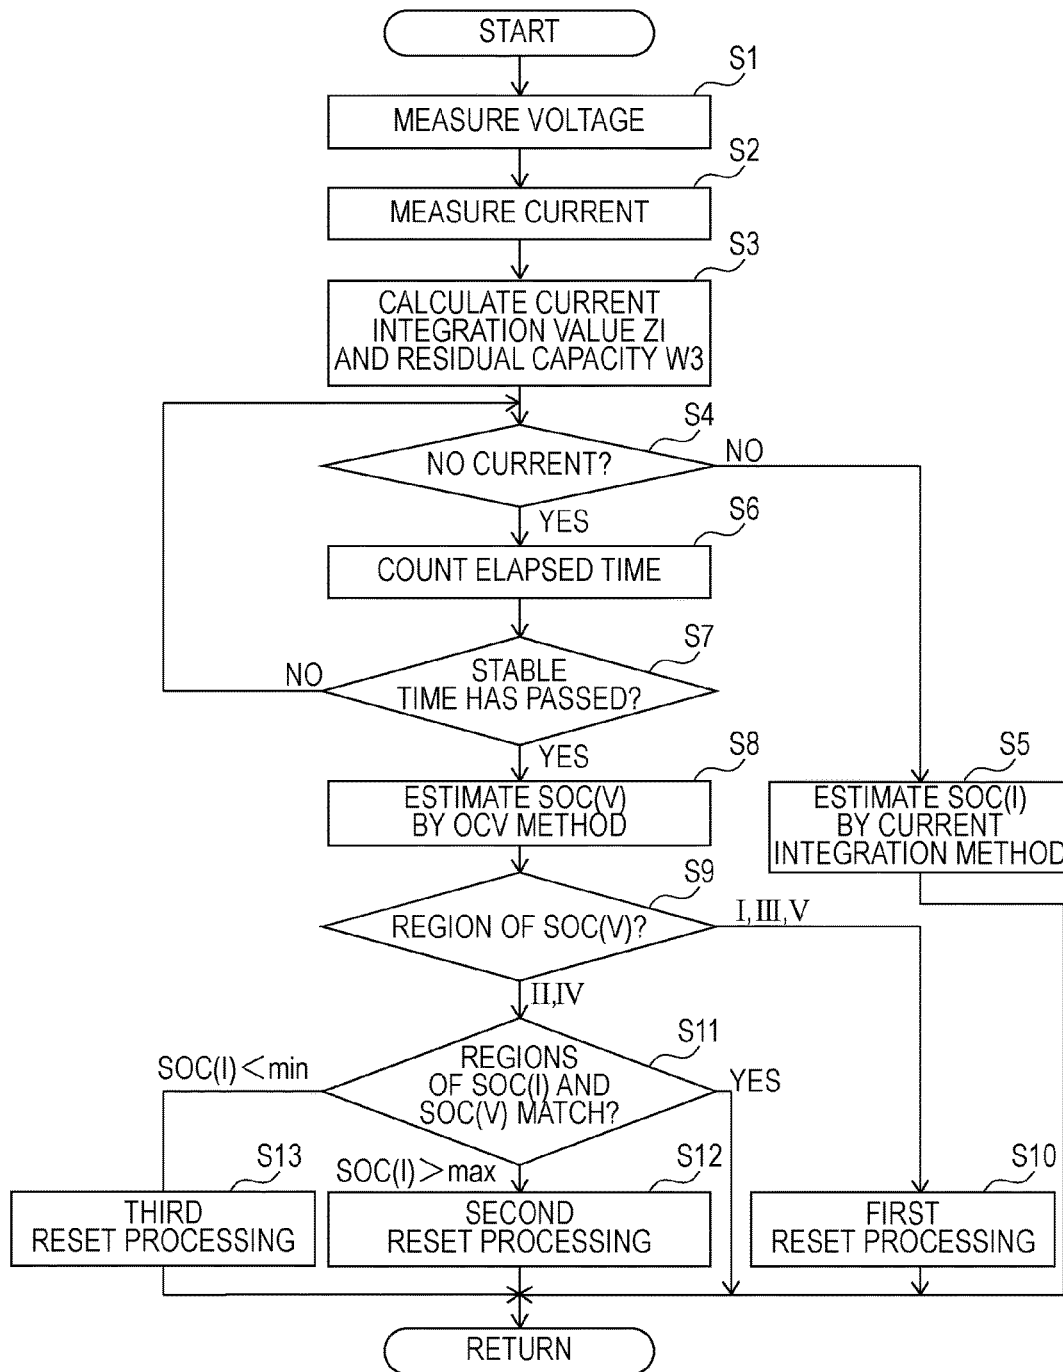 START
S1
MEASURE VOLTAGE
S2
MEASURE CURRENT
S3
CALCULATE CURRENT
INTEGRATION VALUE ZI
AND RESIDUAL CAPACITY W3
S4
NO CURRENT?
NO
YES
S6
COUNT ELAPSED TIME
S7
NO
STABLE
TIME HAS PASSED?
YES
S8
ESTIMATE SOC(V)
BY OCV METHOD
S5
ESTIMATE SOC(I)
BY CURRENT
INTEGRATION METHOD
S9
REGION OF SOC(V)?
I,III,V
II,IV
S11
SOC(I)<min
REGIONS
OF SOC(I) AND
SOC(V) MATCH?
YES
S13
THIRD
RESET PROCESSING
SOC(I)>max
S12
SECOND
RESET PROCESSING
S10
FIRST
RESET PROCESSING
RETURN